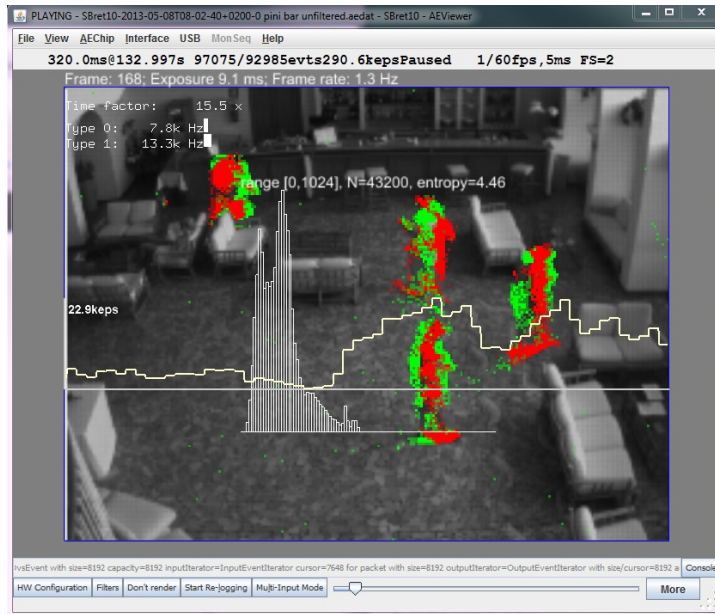 PLAYING - SBret10-2013-05-08T08-02-40+0200-0 pini bar unfiltered.aedat - SBret10 - AEViewer
File View AEChip Interface USB MonSeq Help
320.0ms@132.997s 97075/92985evts290.6kepsPaused 1/60fps,5ms FS=2
Frame: 168; Exposure 9.1 ms; Frame rate: 1.3 Hz
Time factor: 15.5 x
Type 0: 7.8k Hz
Type 1: 13.3k Hz
range [0,1024], N=43200, entropy=4.46
22.9keps
vsEvent with size=8192 capacity=8192 inputIterator=InputEventIterator cursor=7648 for packet with size=8192 outputIterator=OutputEventIterator with size/cursor=8192 a Console
HW Configuration Filters Don't render Start Re-jogging Multi-Input Mode More